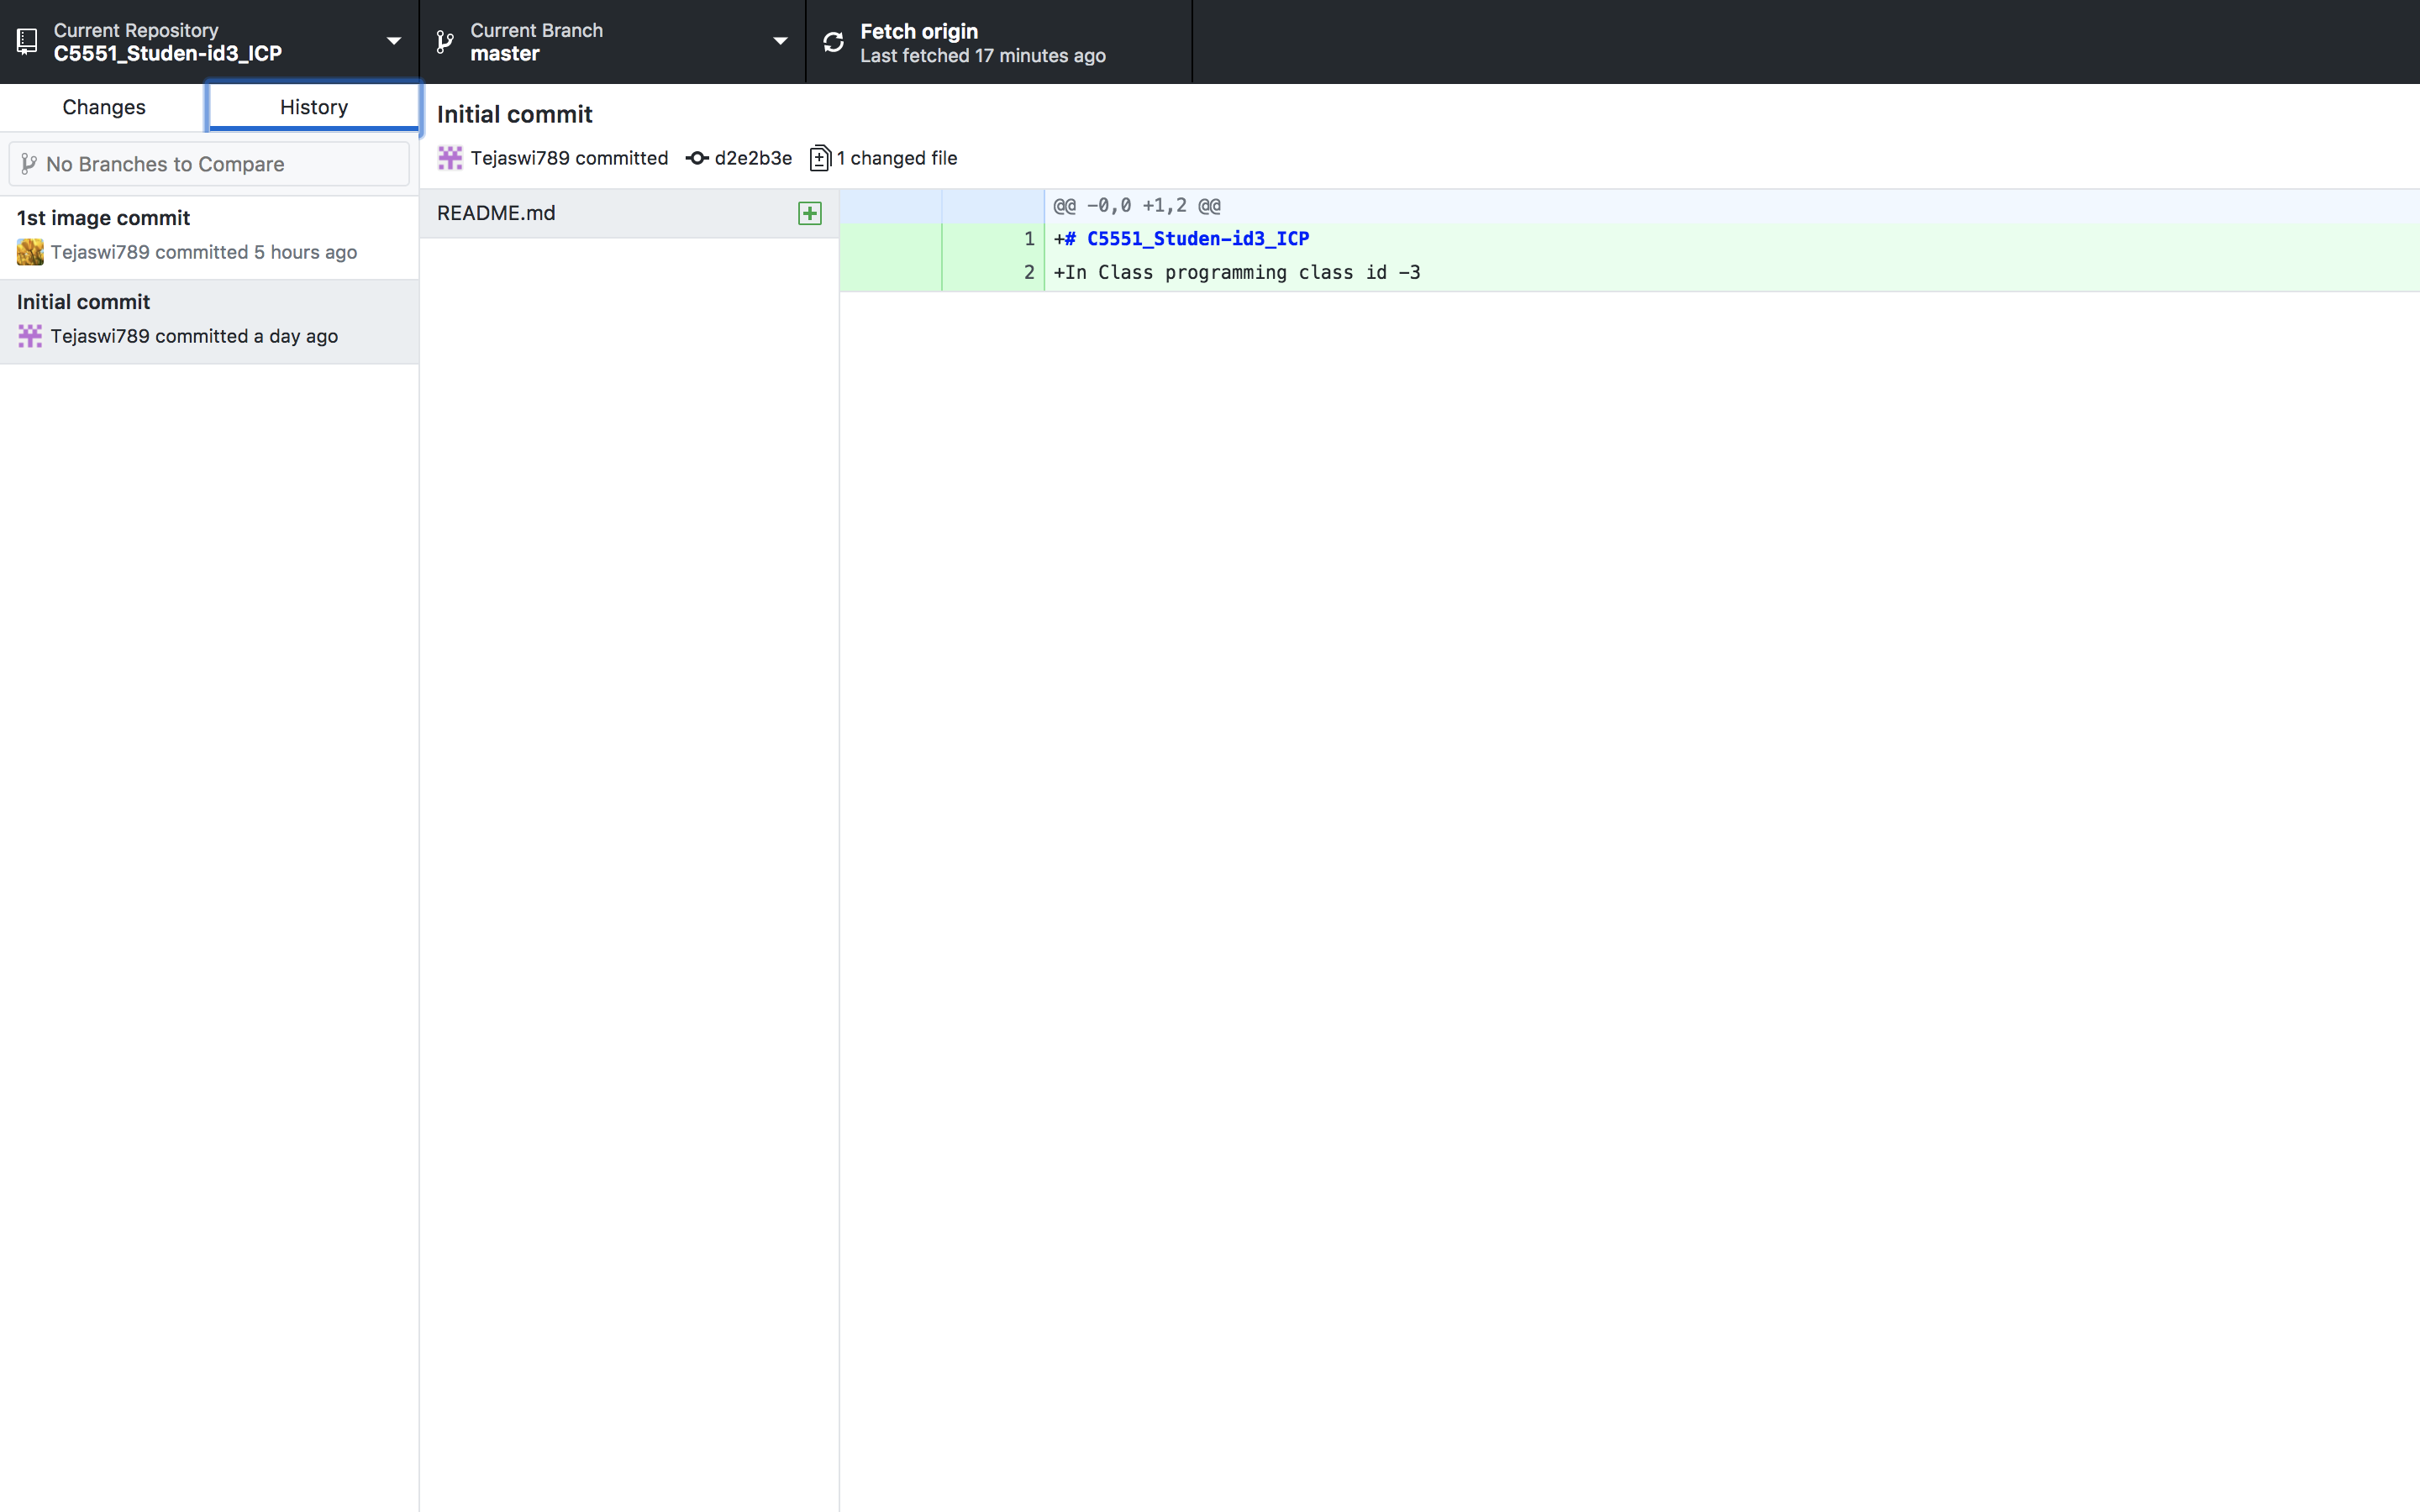 Current Repository
C5551_Studen-id3_ICP
Current Branch
master
Fetch origin
Last fetched 17 minutes ago
Changes
History
No Branches to Compare
1st image commit
Tejaswi789 committed 5 hours ago
Initial commit
Tejaswi789 committed a day ago
Initial commit
Tejaswi789 committed d2e2b3e 1 changed file
README.md
@@ -0,0 +1,2 @@
1 +# C5551_Studen-id3_ICP
2 +In Class programming class id -3